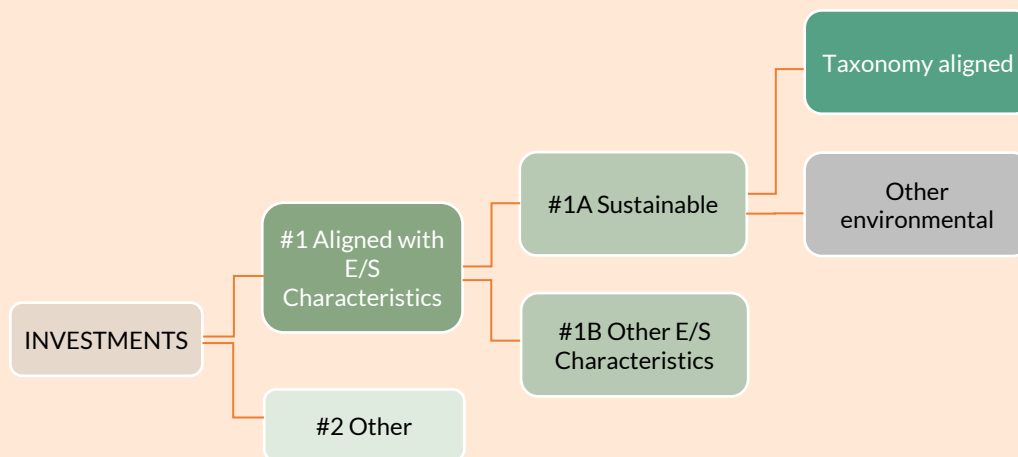 Taxonomy aligned
Other
environmental
#1A Sustainable
#1 Aligned with
E/S
Characteristics
#1B Other E/S
Characteristics
INVESTMENTS
#2 Other